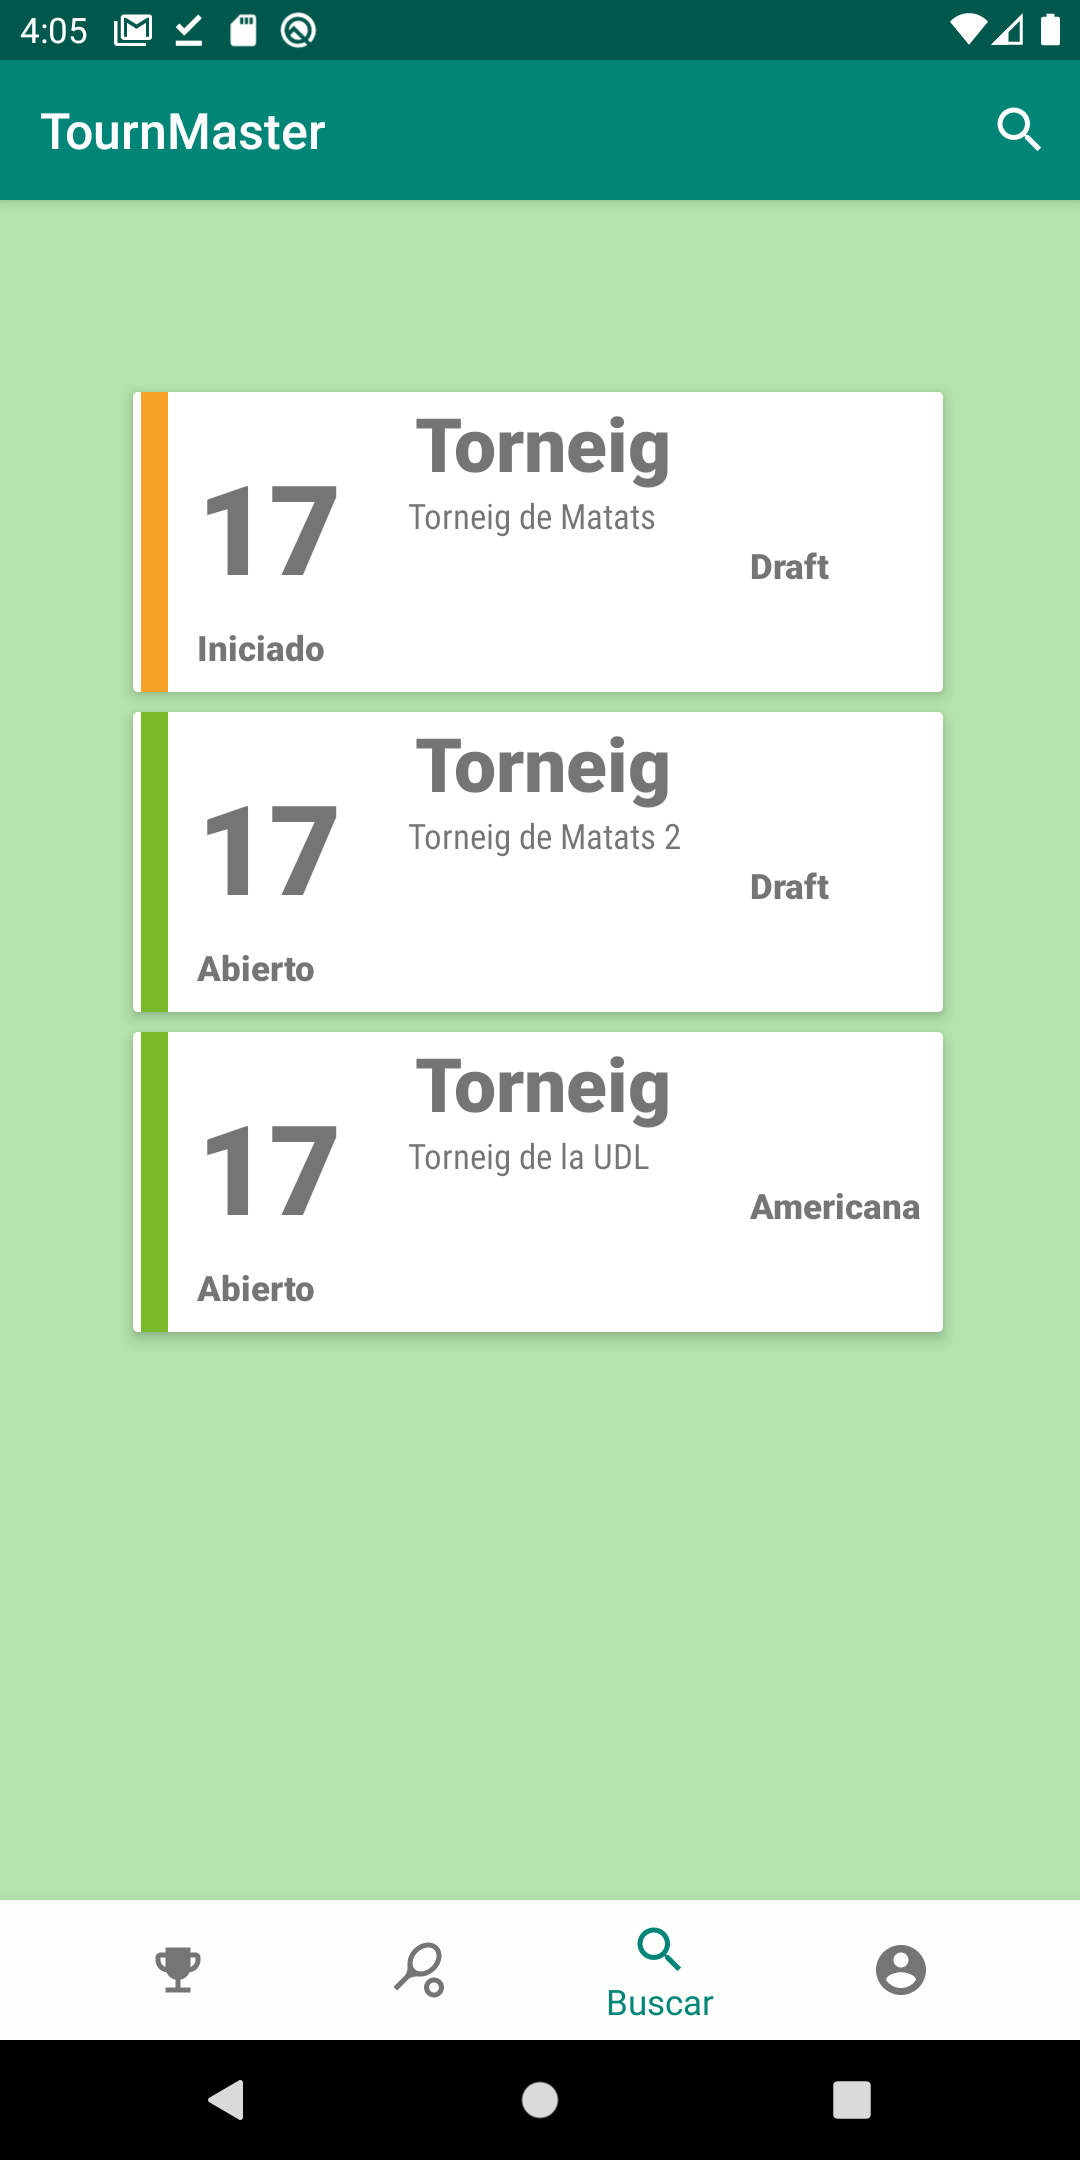 4:05
TournMaster
Torneig
17
Torneig de Matats
Draft
Iniciado
Torneig
17
Torneig de Matats 2
Draft
Abierto
Torneig
17
Torneig de la UDL
Americana
Abierto
Buscar